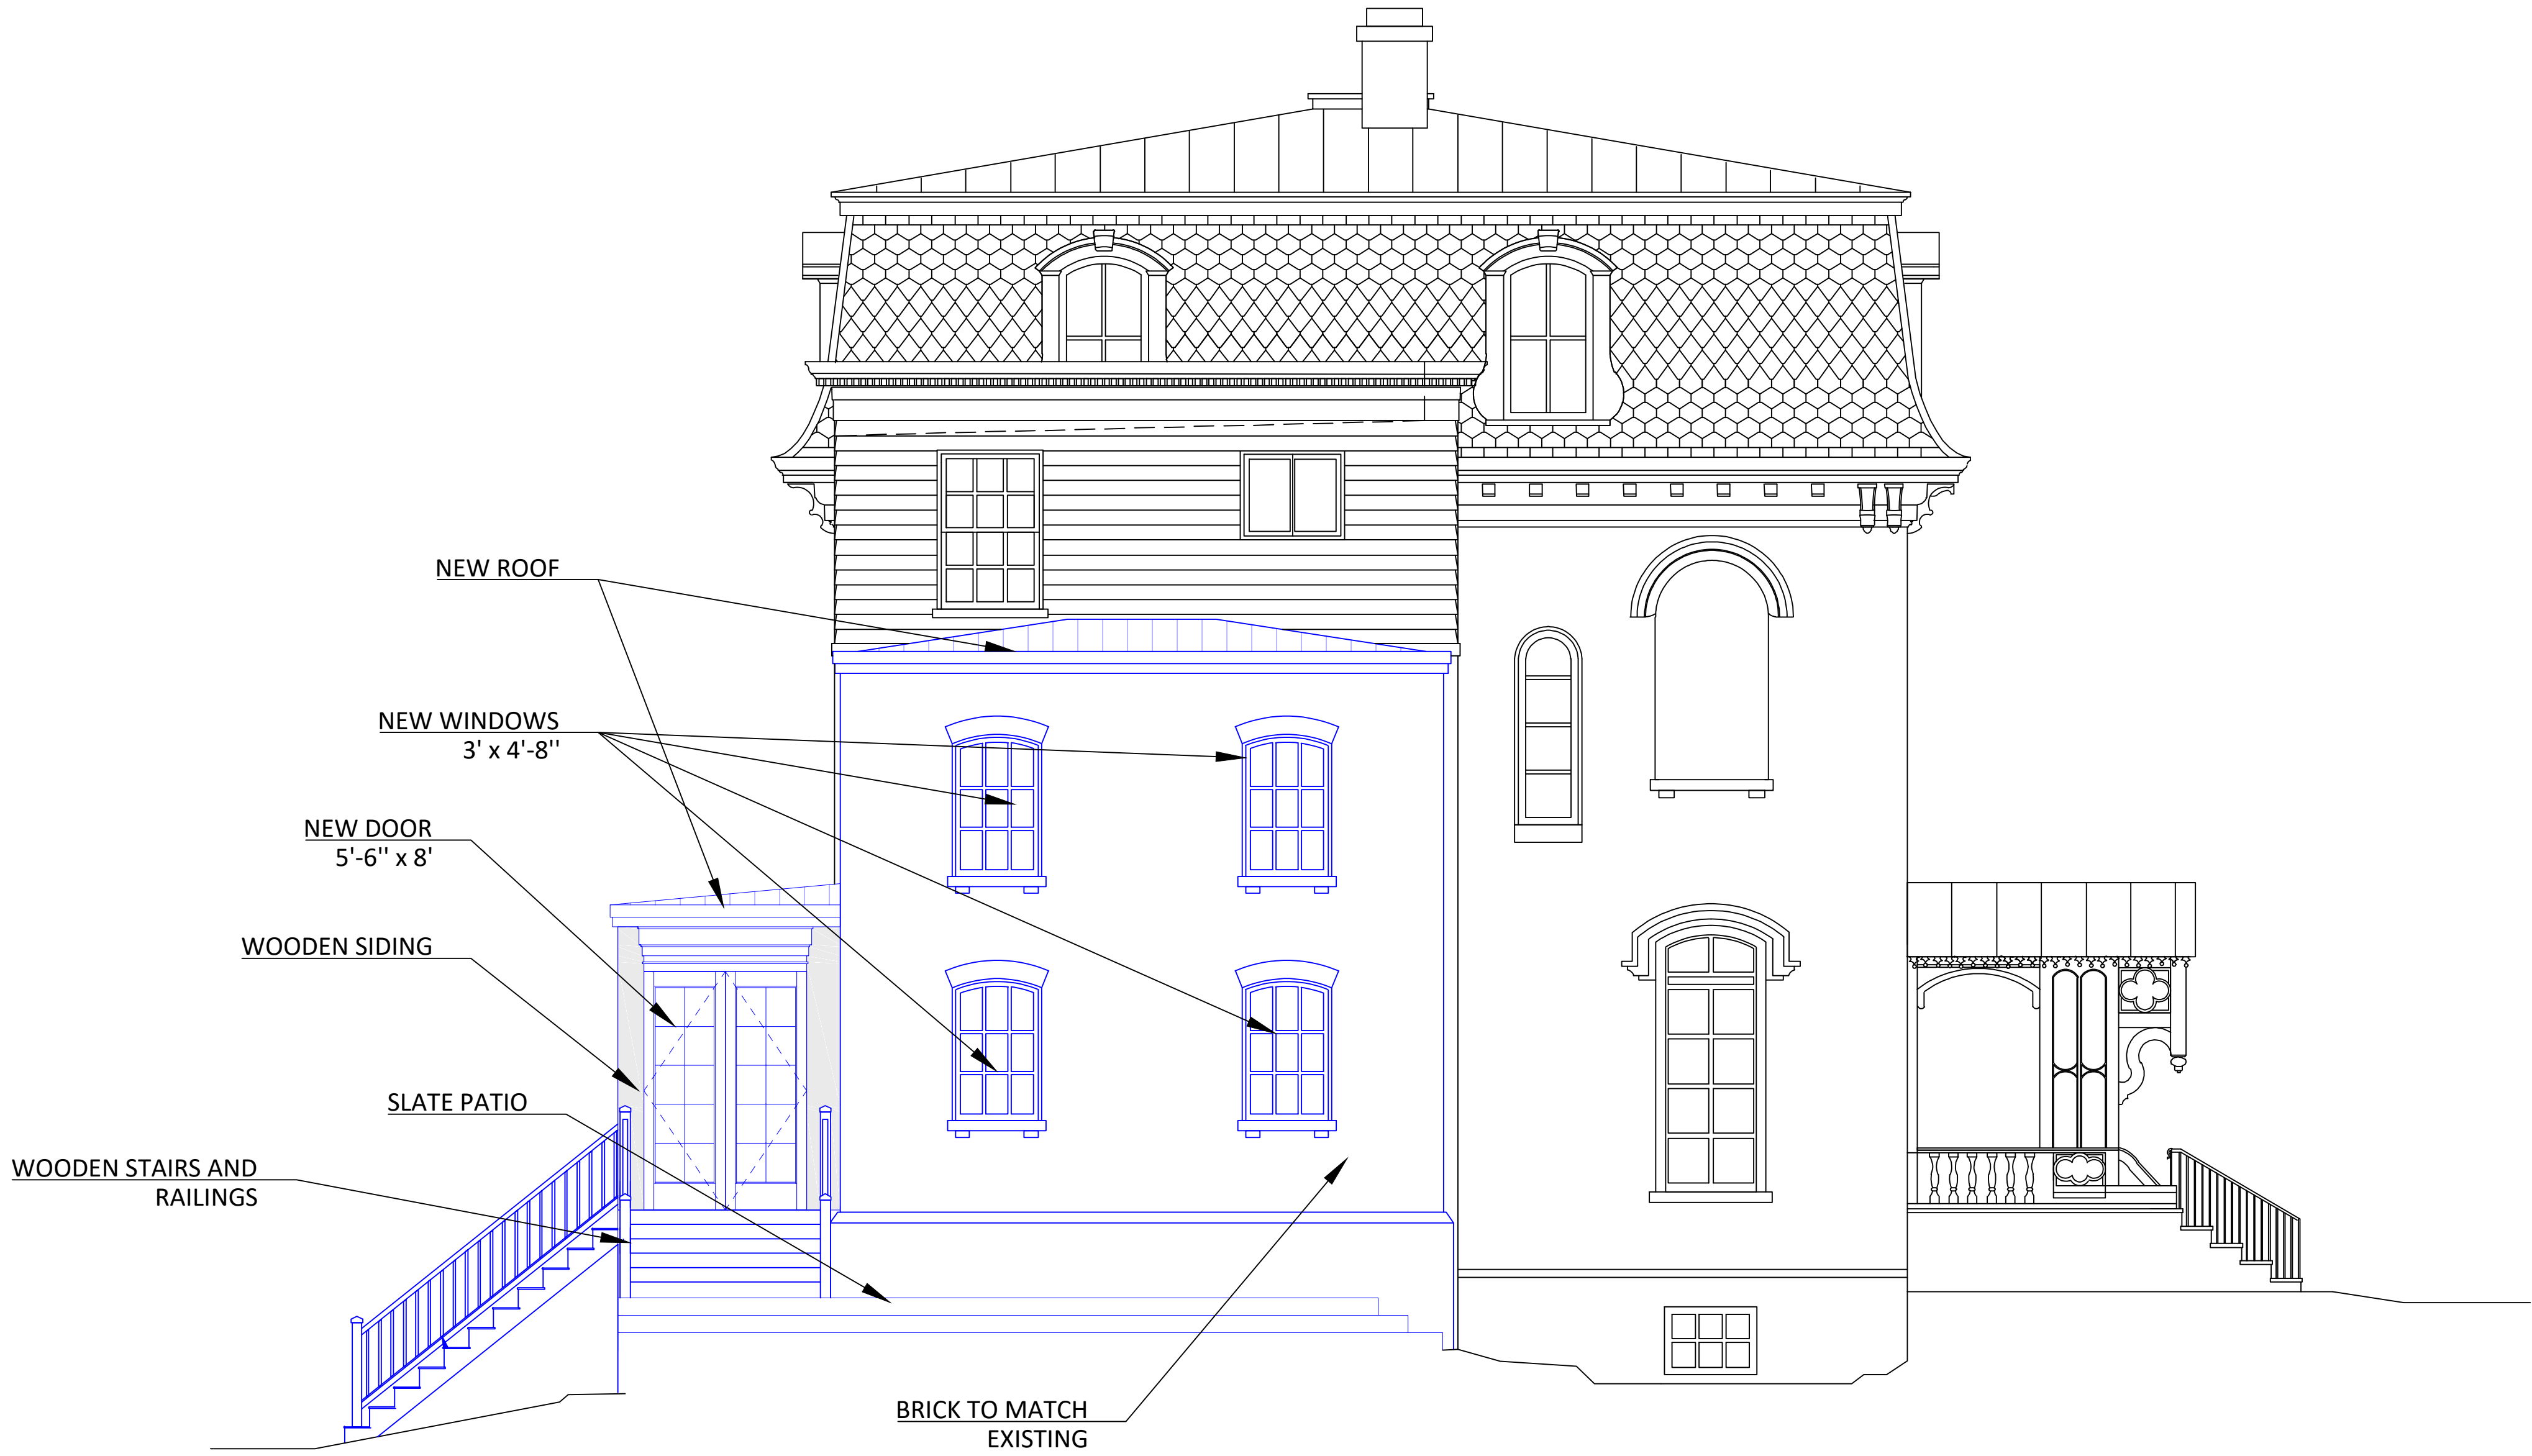 NEW ROOF
NEW WINDOWS
3' x 4'-8''
NEW DOOR
5'-6'' x 8'
WOODEN SIDING
SLATE PATIO
WOODEN STAIRS AND
RAILINGS
BRICK TO MATCH
EXISTING